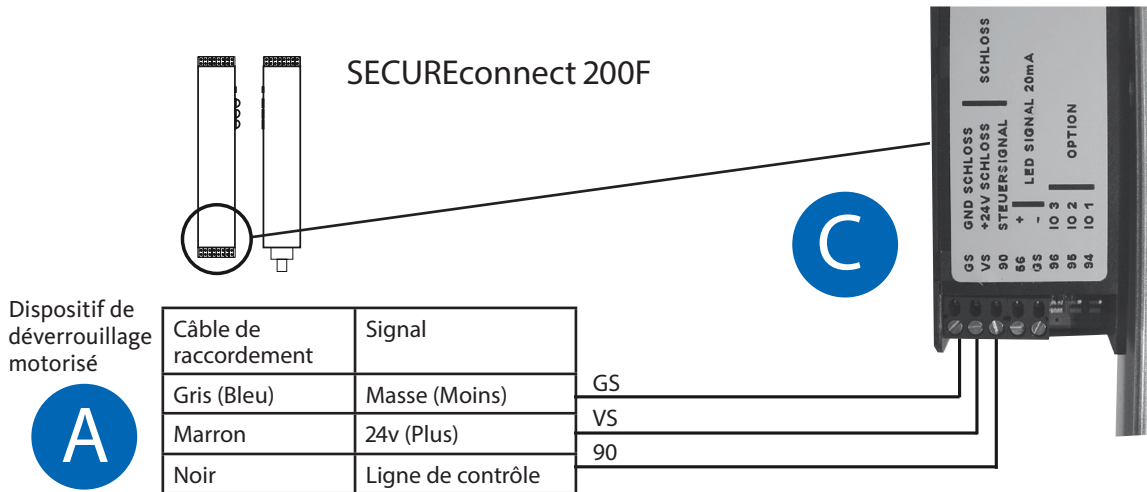 SECUREconnect 200F
GS GND SCHLOSS
VS +24V SCHLOSS
SCHLOSS
90 STEUERSIGNAL
56 +
GS -
LED SIGNAL 20mA
96 IO 3
95 IO 2
94 IO 1
OPTION
C
Dispositif de
déverrouillage
motorisé
A
Câble de
raccordement
Signal
Gris (Bleu)
Masse (Moins)
GS
Marron
24v (Plus)
VS
Noir
Ligne de contrôle
90